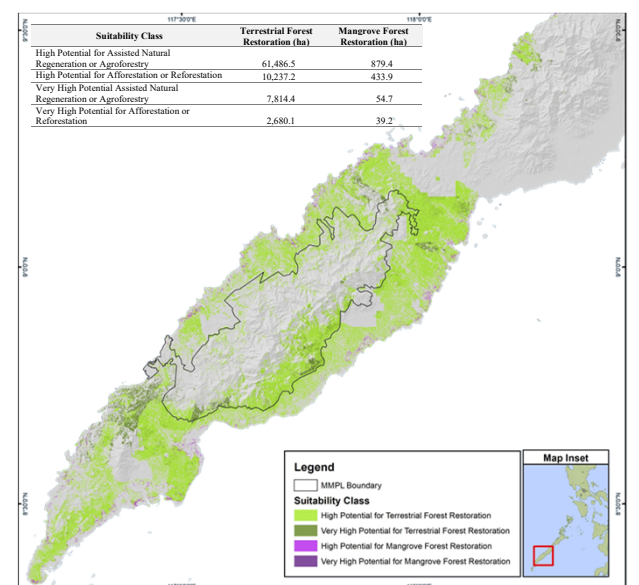 117°30'0"E 118°0'0"E
Suitability Class Terrestrial Forest Restoration (ha) Mangrove Forest Restoration (ha)
High Potential for Assisted Natural
Regeneration or Agroforestry 61,486.5 879.4
High Potential for Afforestation or Reforestation 10,237.2 433.9
Very High Potential Assisted Natural
Regeneration or Agroforestry 7,814.4 54.7
Very High Potential for Afforestation or
Reforestation 2,680.1 39.2
Legend
MMPL Boundary
Suitability Class
High Potential for Terrestrial Forest Restoration
Very High Potential for Terrestrial Forest Restoration
High Potential for Mangrove Forest Restoration
Very High Potential for Mangrove Forest Restoration
Map Inset